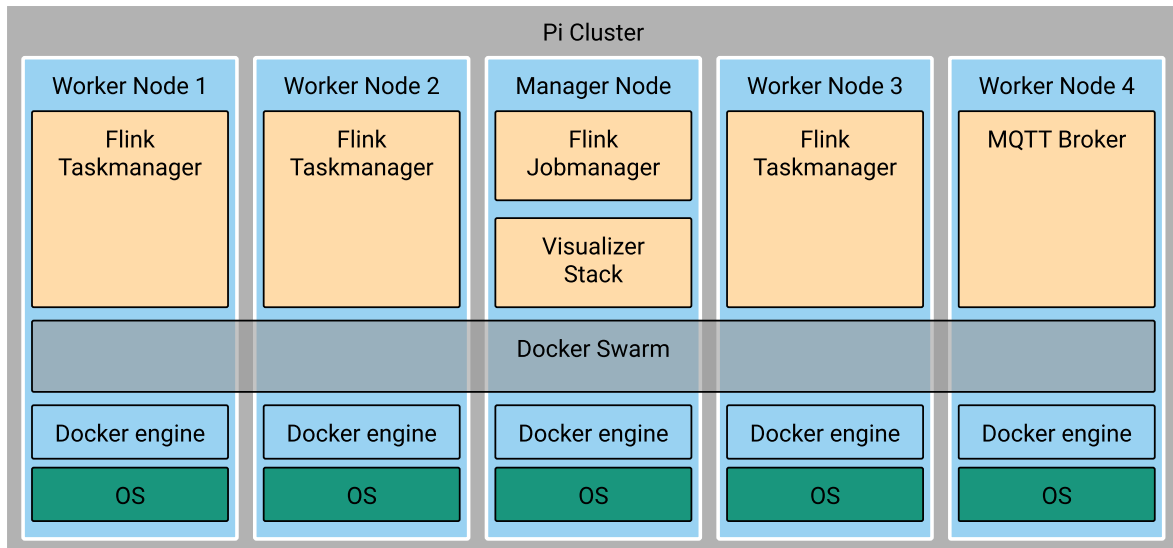 Pi Cluster
Worker Node 1
Flink
Taskmanager
Worker Node 2
Flink
Taskmanager
Manager Node
Flink
Jobmanager
Visualizer
Stack
Worker Node 3
Flink
Taskmanager
Worker Node 4
MQTT Broker
Docker Swarm
Docker engine
Docker engine
Docker engine
Docker engine
Docker engine
OS
OS
OS
OS
OS